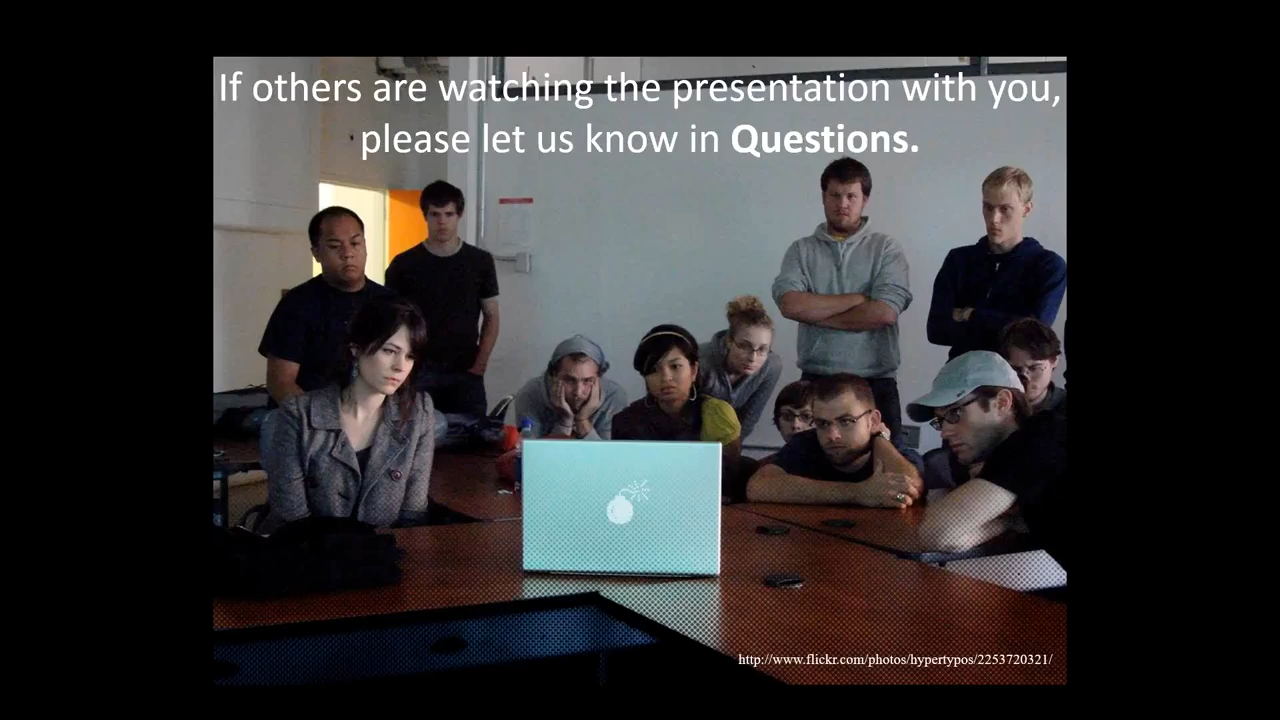 If others are watching the presentation with you,
please let us know in Questions.
http://www.flickr.com/photos/hypertypos/2253720321/